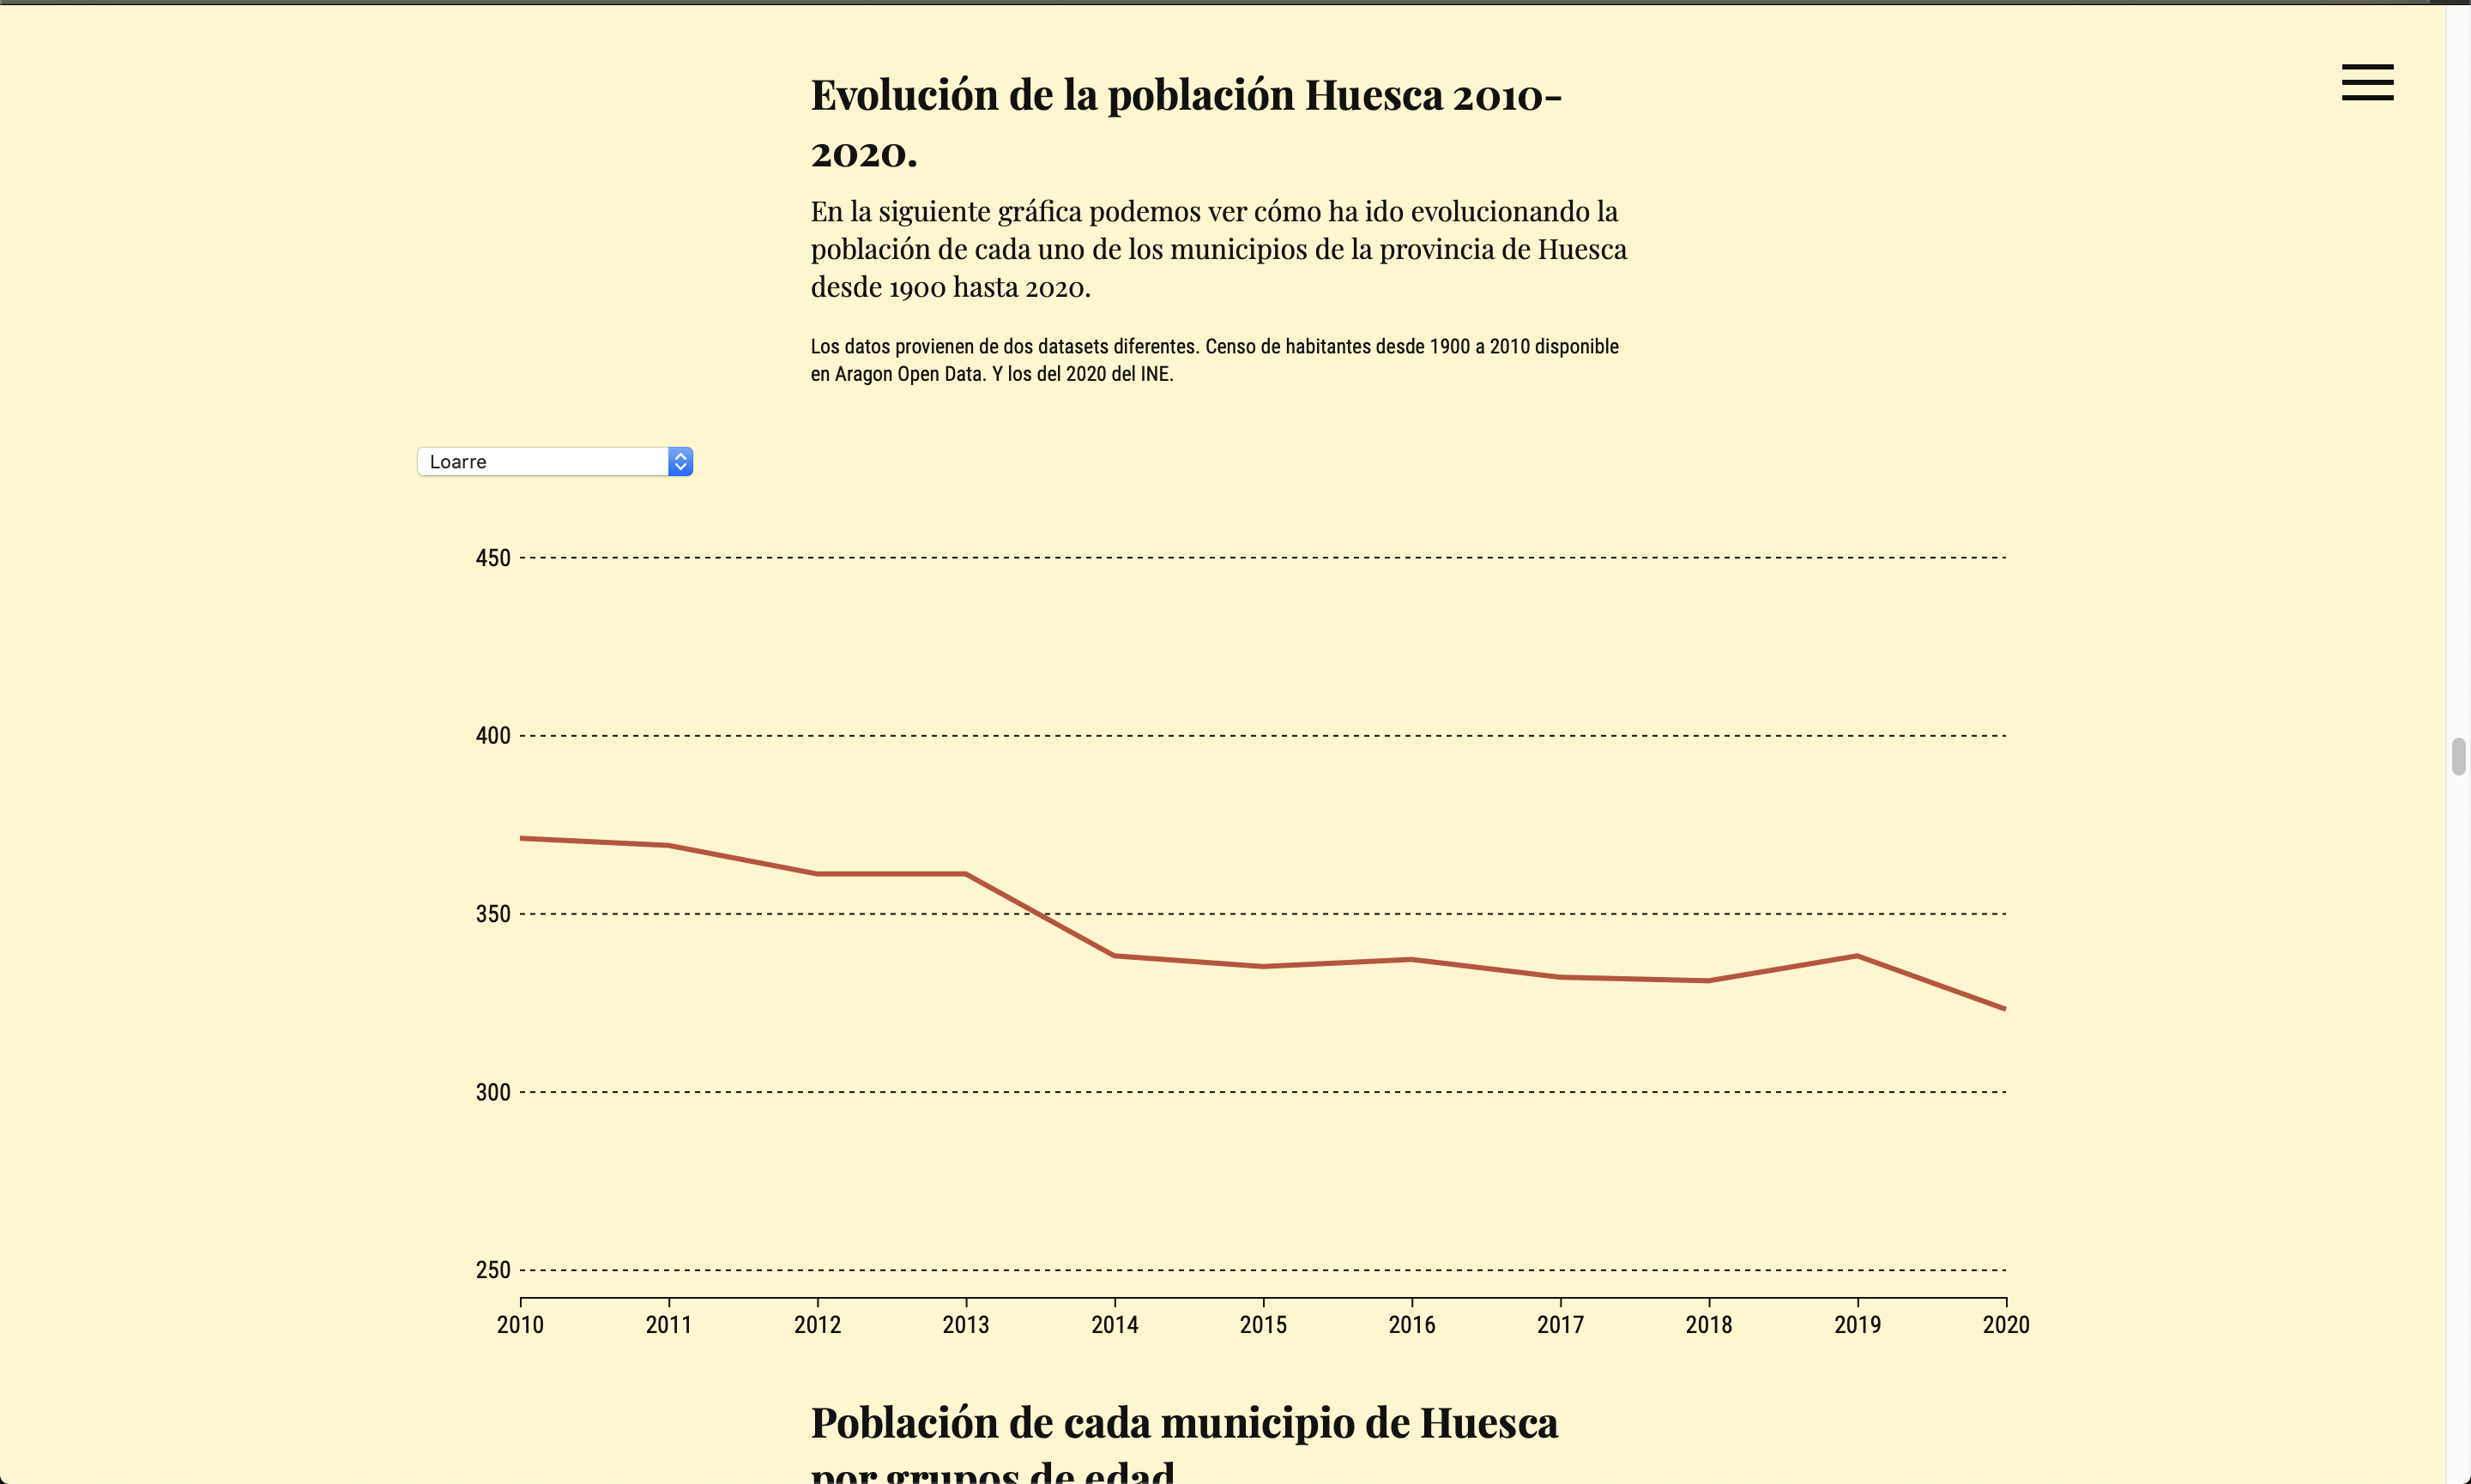 Evolución de la población Huesca 2010-
2020.
En la siguiente gráfica podemos ver cómo ha ido evolucionando la
población de cada uno de los municipios de la provincia de Huesca
desde 1900 hasta 2020.
Los datos provienen de dos datasets diferentes. Censo de habitantes desde 1900 a 2010 disponible
en Aragon Open Data. Y los del 2020 del INE.
Loarre
450
400
350
300
250
2010 2011 2012 2013 2014 2015 2016 2017 2018 2019 2020
Población de cada municipio de Huesca
por grupos de edad